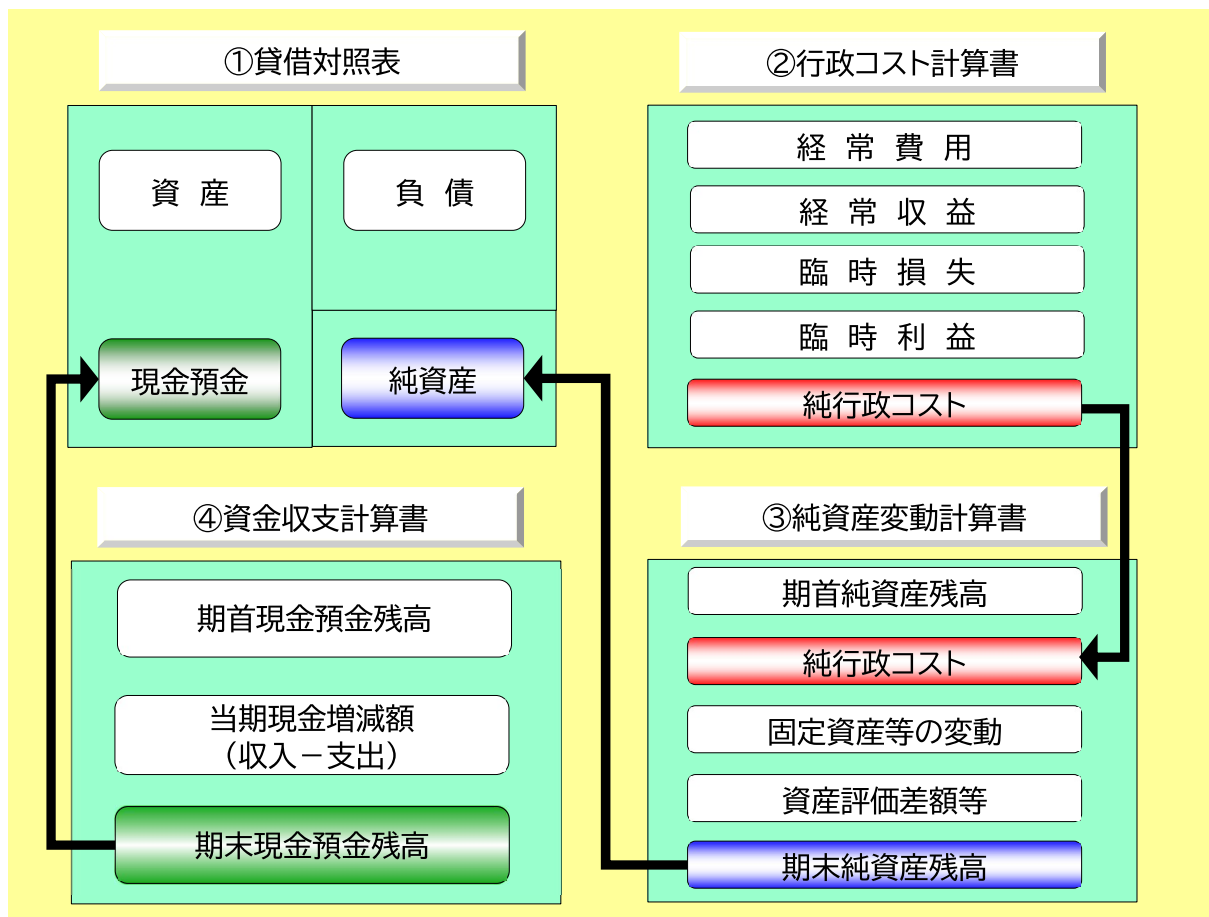 ①貸借対照表
資　産
負　債
現金預金
純資産
②行政コスト計算書
経　常　費　用
経　常　収　益
臨　時　損　失
臨　時　利　益
純行政コスト
④資金収支計算書
期首現金預金残高
当期現金増減額
（収入－支出）
期末現金預金残高
③純資産変動計算書
期首純資産残高
純行政コスト
固定資産等の変動
資産評価差額等
期末純資産残高